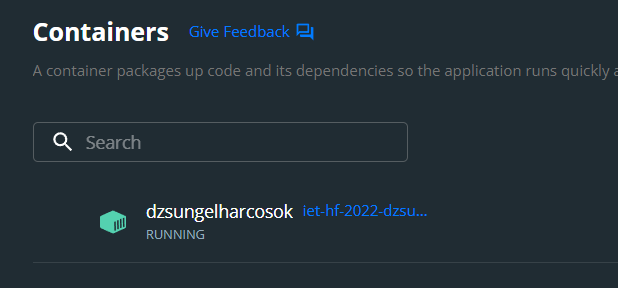 Containers Give Feedback
A container packages up code and its dependencies so the application runs quickly a
Search
dzsungelharcosok iet-hf-2022-dzsu...
RUNNING